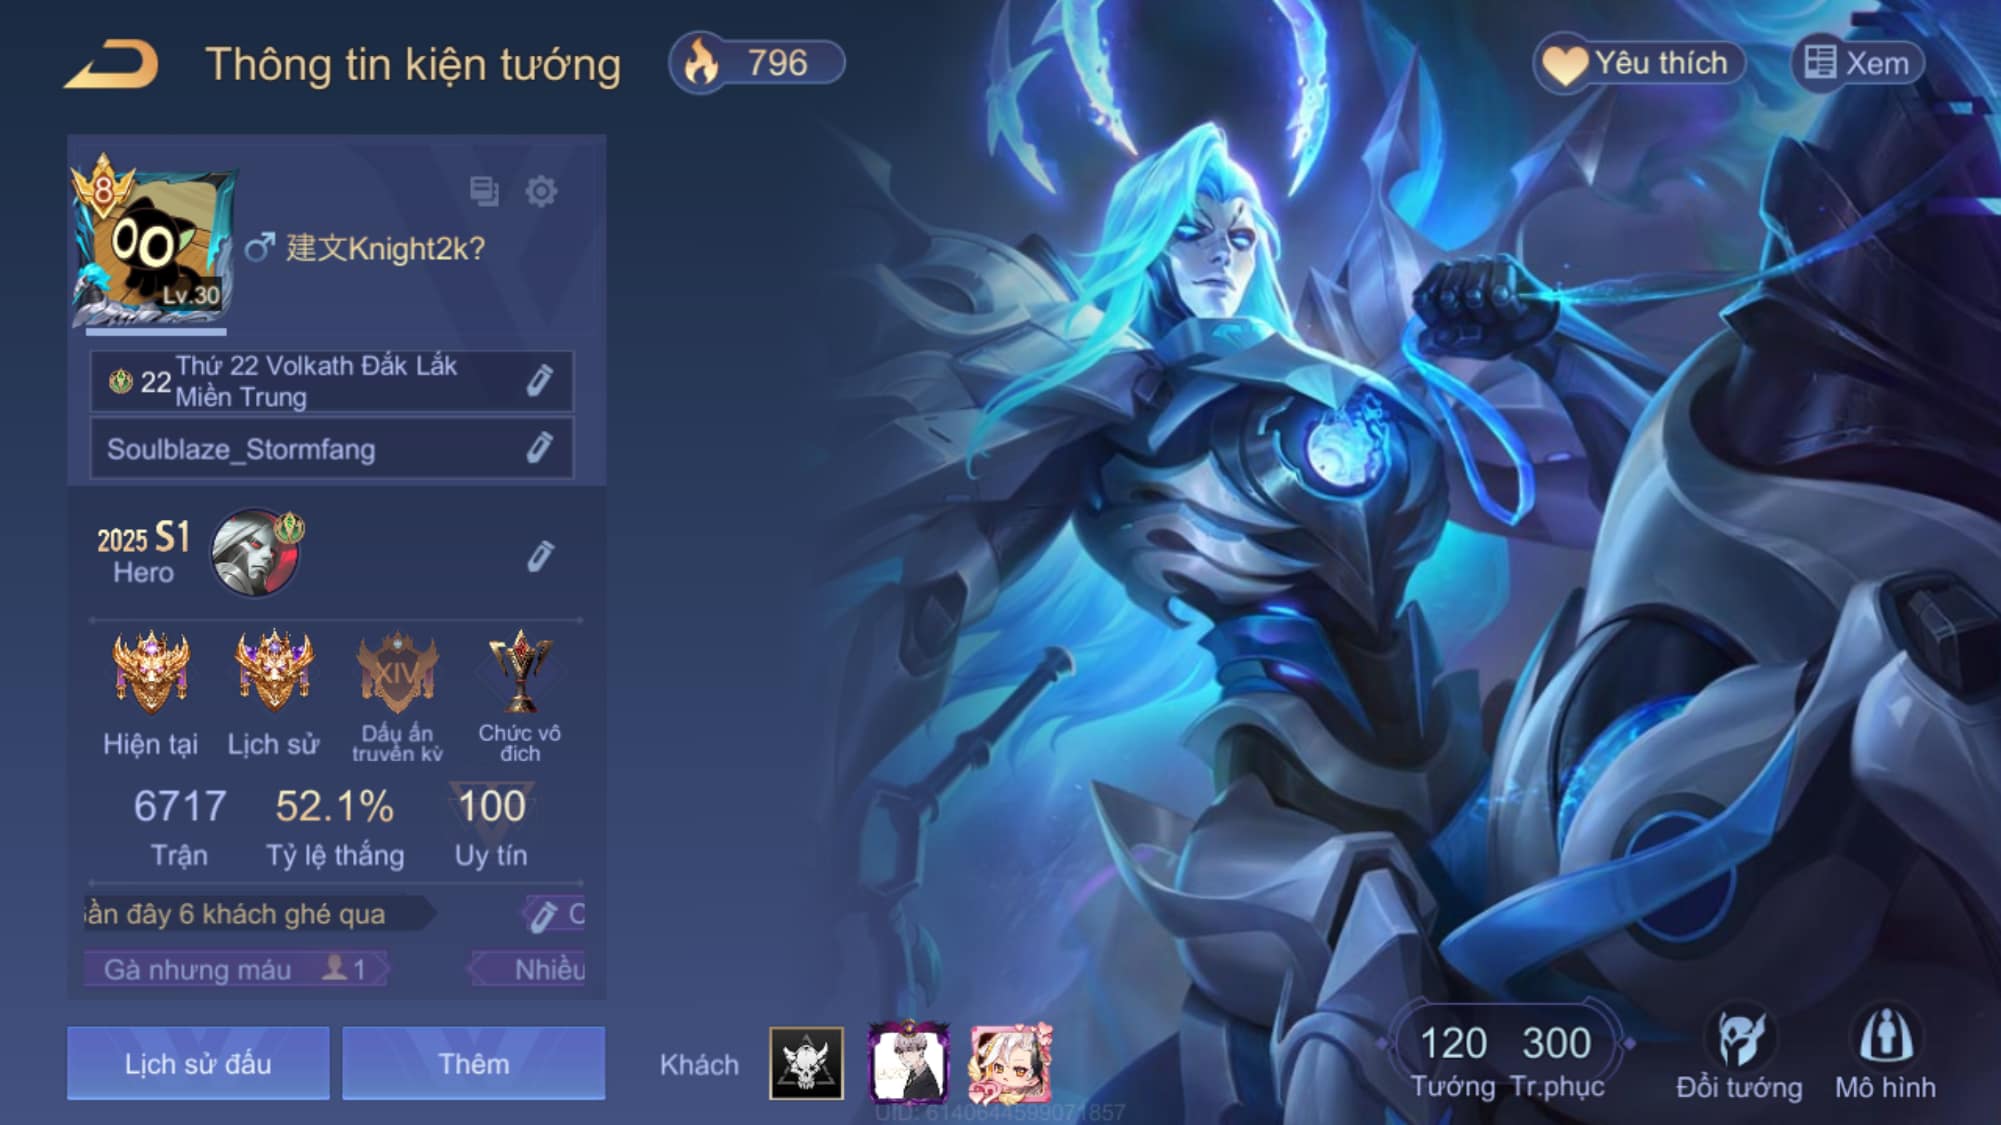 Thông tin kiện tướng
796
Yêu thích
Xem
8
Lv.30
建文Knight2k?
22
Thứ 22 Volkath Đắk Lắk
Miền Trung
Soulblaze_Stormfang
2025 S1
Hero
XIV
Hiện tại
Lịch sử
Dấu ấn
truyền kỳ
Chức vô
địch
6717
52.1%
100
Trận
Tỷ lệ thắng
Uy tín
ần đây 6 khách ghé qua
Gà nhưng máu
1
Nhiều
Lịch sử đấu
Thêm
Khách
120
300
Tướng
Tr.phục
Đổi tướng
Mô hình
UID: 6140644599071857